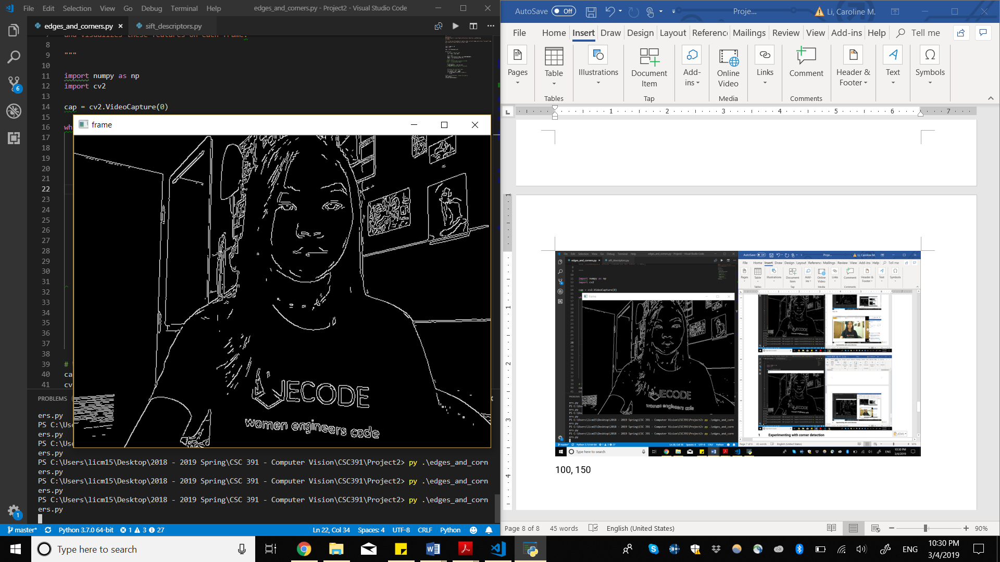 File Edit Selection View Go Debug Terminal Help edges_and_corners.py - Project2 - Visual Studio Code
edges_and_corners.py sift_descriptors.py
8
9 """
10
11 import numpy as np
12 import cv2
13
14 cap = cv2.VideoCapture(0)
15
16 wh
17
18
19
20
21
22
23
24
25
26
27
28
29
30
31
32
33
34
35
36
37
38
39 #
40 ca
41 cv
6
1
frame
WECODE
women engineers code
PROBLEMS
ers.py
PS C:\Use
ers.py
PS C:\Use
ers.py
PS C:\Users\licm15\Desktop\2018 - 2019 Spring\CSC 391 - Computer Vision\CSC391\Project2> py .\edges_and_corn
ers.py
PS C:\Users\licm15\Desktop\2018 - 2019 Spring\CSC 391 - Computer Vision\CSC391\Project2> py .\edges_and_corn
ers.py
PS C:\Users\licm15\Desktop\2018 - 2019 Spring\CSC 391 - Computer Vision\CSC391\Project2> py .\edges_and_corn
ers.py
master* Python 3.7.0 64-bit 1 3 27 Ln 22, Col 34 Spaces: 4 UTF-8 CRLF Python
AutoSave Off Proje... Li, Caroline M.
File Home Insert Draw Design Layout Referenc Mailings Review View Add-ins Help Tell me
Pages
Table
Illustrations
Document Item
Add-ins
Online Video
Links
Comment
Header & Footer
Text
Symbols
Tables Tap Media Comments
1 2 3 4 5 6 7
1 Experimenting with corner detection
100, 150
Page 8 of 8 45 words English (United States) 90%
Type here to search ENG 10:30 PM
3/4/2019